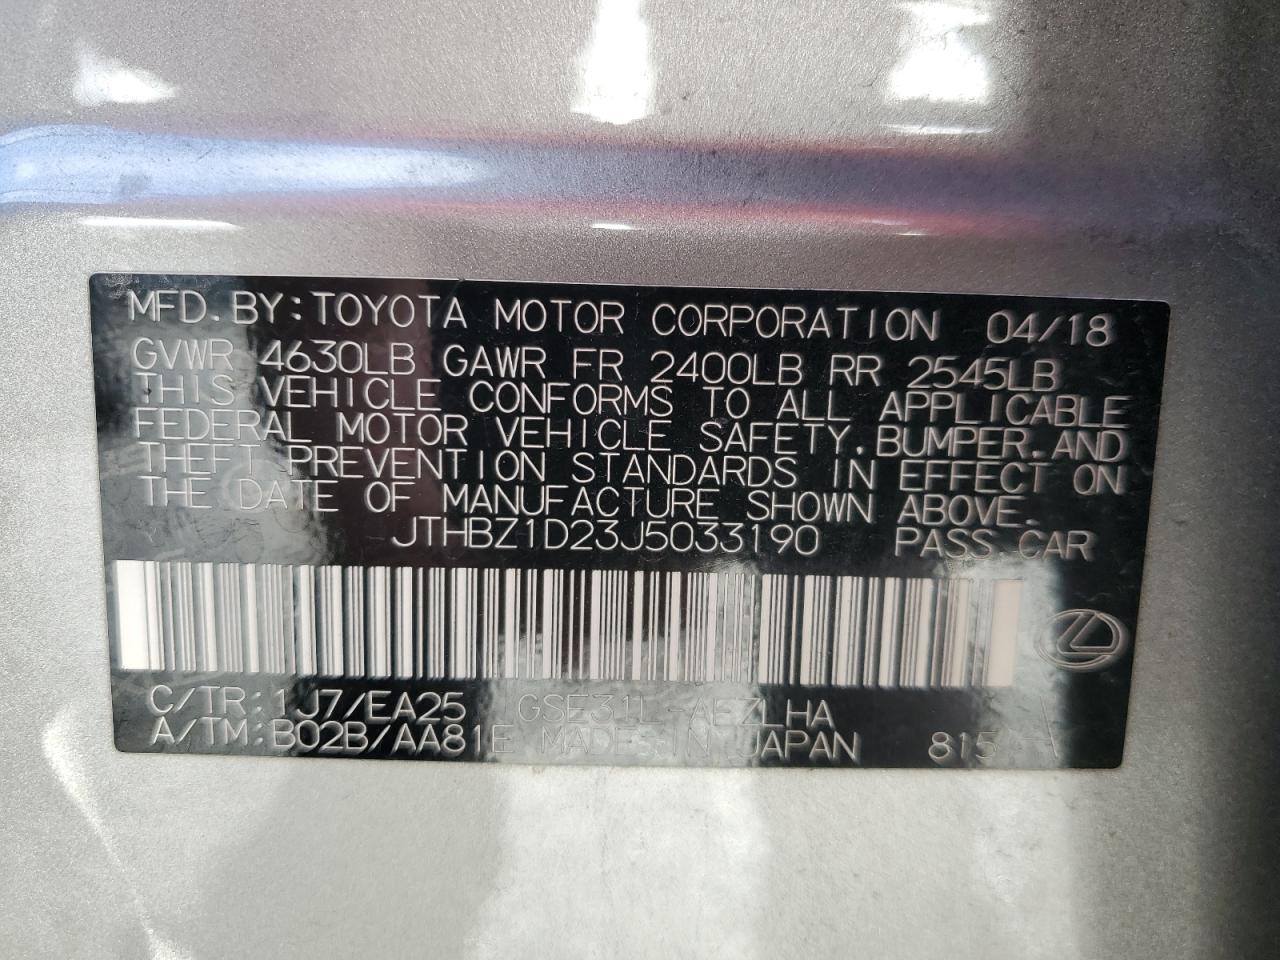 MFD. BY: TOYOTA MOTOR CORPORATION 04/18
GVWR 4630LB GAWR FR 2400LB RR 2545LB
THIS VEHICLE CONFORMS TO ALL APPLICABLE
FEDERAL MOTOR VEHICLE SAFETY, BUMPER, AND
THEFT PREVENTION STANDARDS IN EFFECT ON
THE DATE OF MANUFACTURE SHOWN ABOVE.
JTHBZ1D23J5033190 PASS. CAR
C/TR: 1J7/EA25 GSE31L-AEZLHA
A/TM: B02B/AA81E MADE IN JAPAN 815